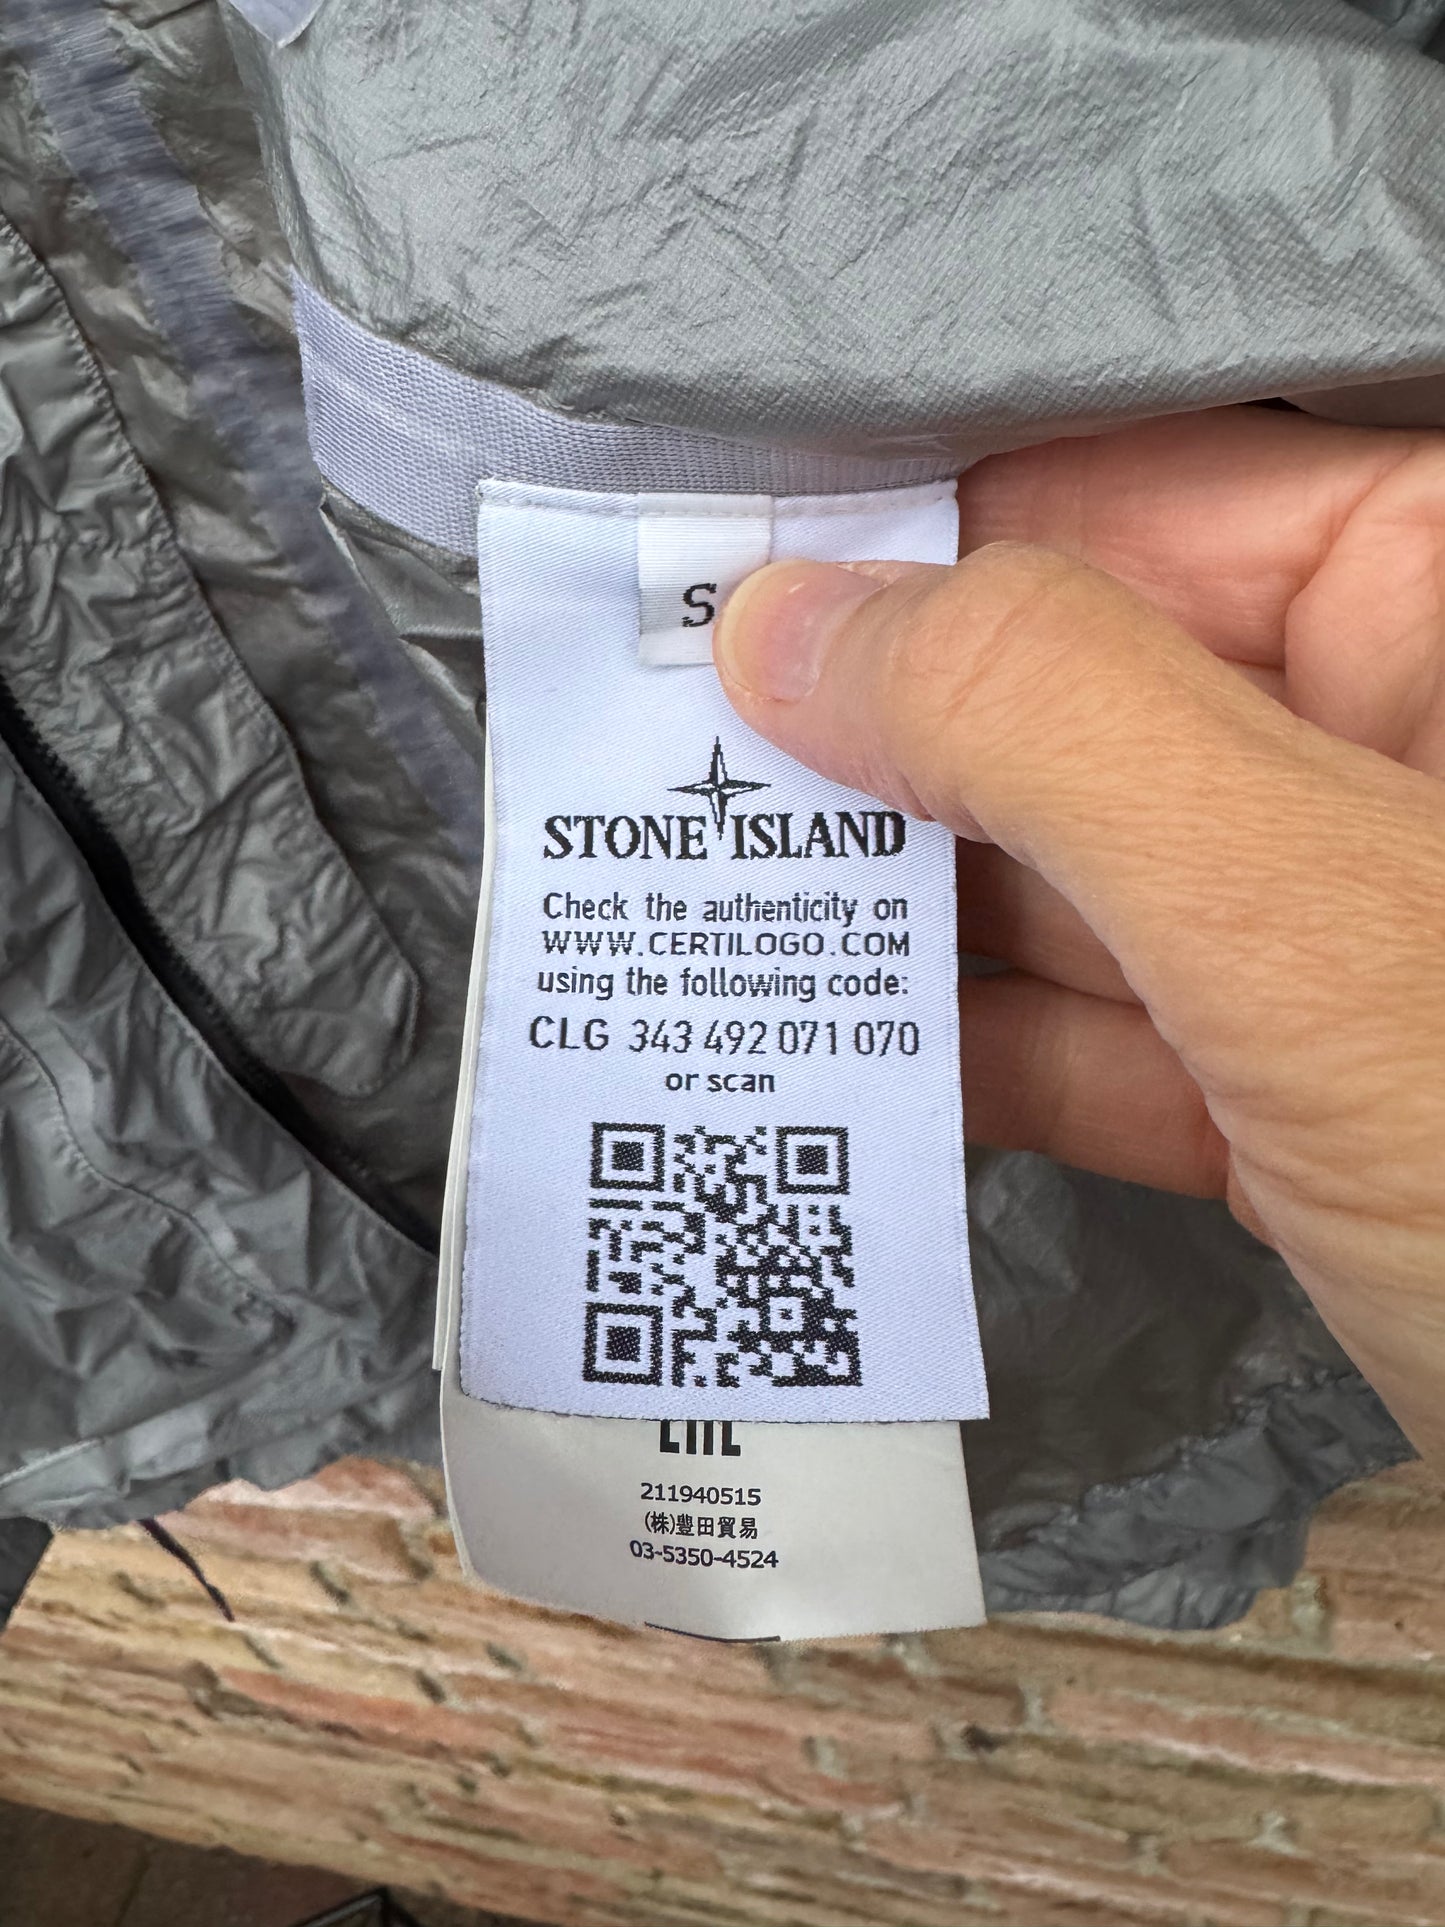 S
STONE ISLAND
Check the authenticity on
WWW.CERTILOGO.COM
using the following code:
CLG 343 492 071 070
or scan
211940515
(株)豊田貿易
03-5350-4524